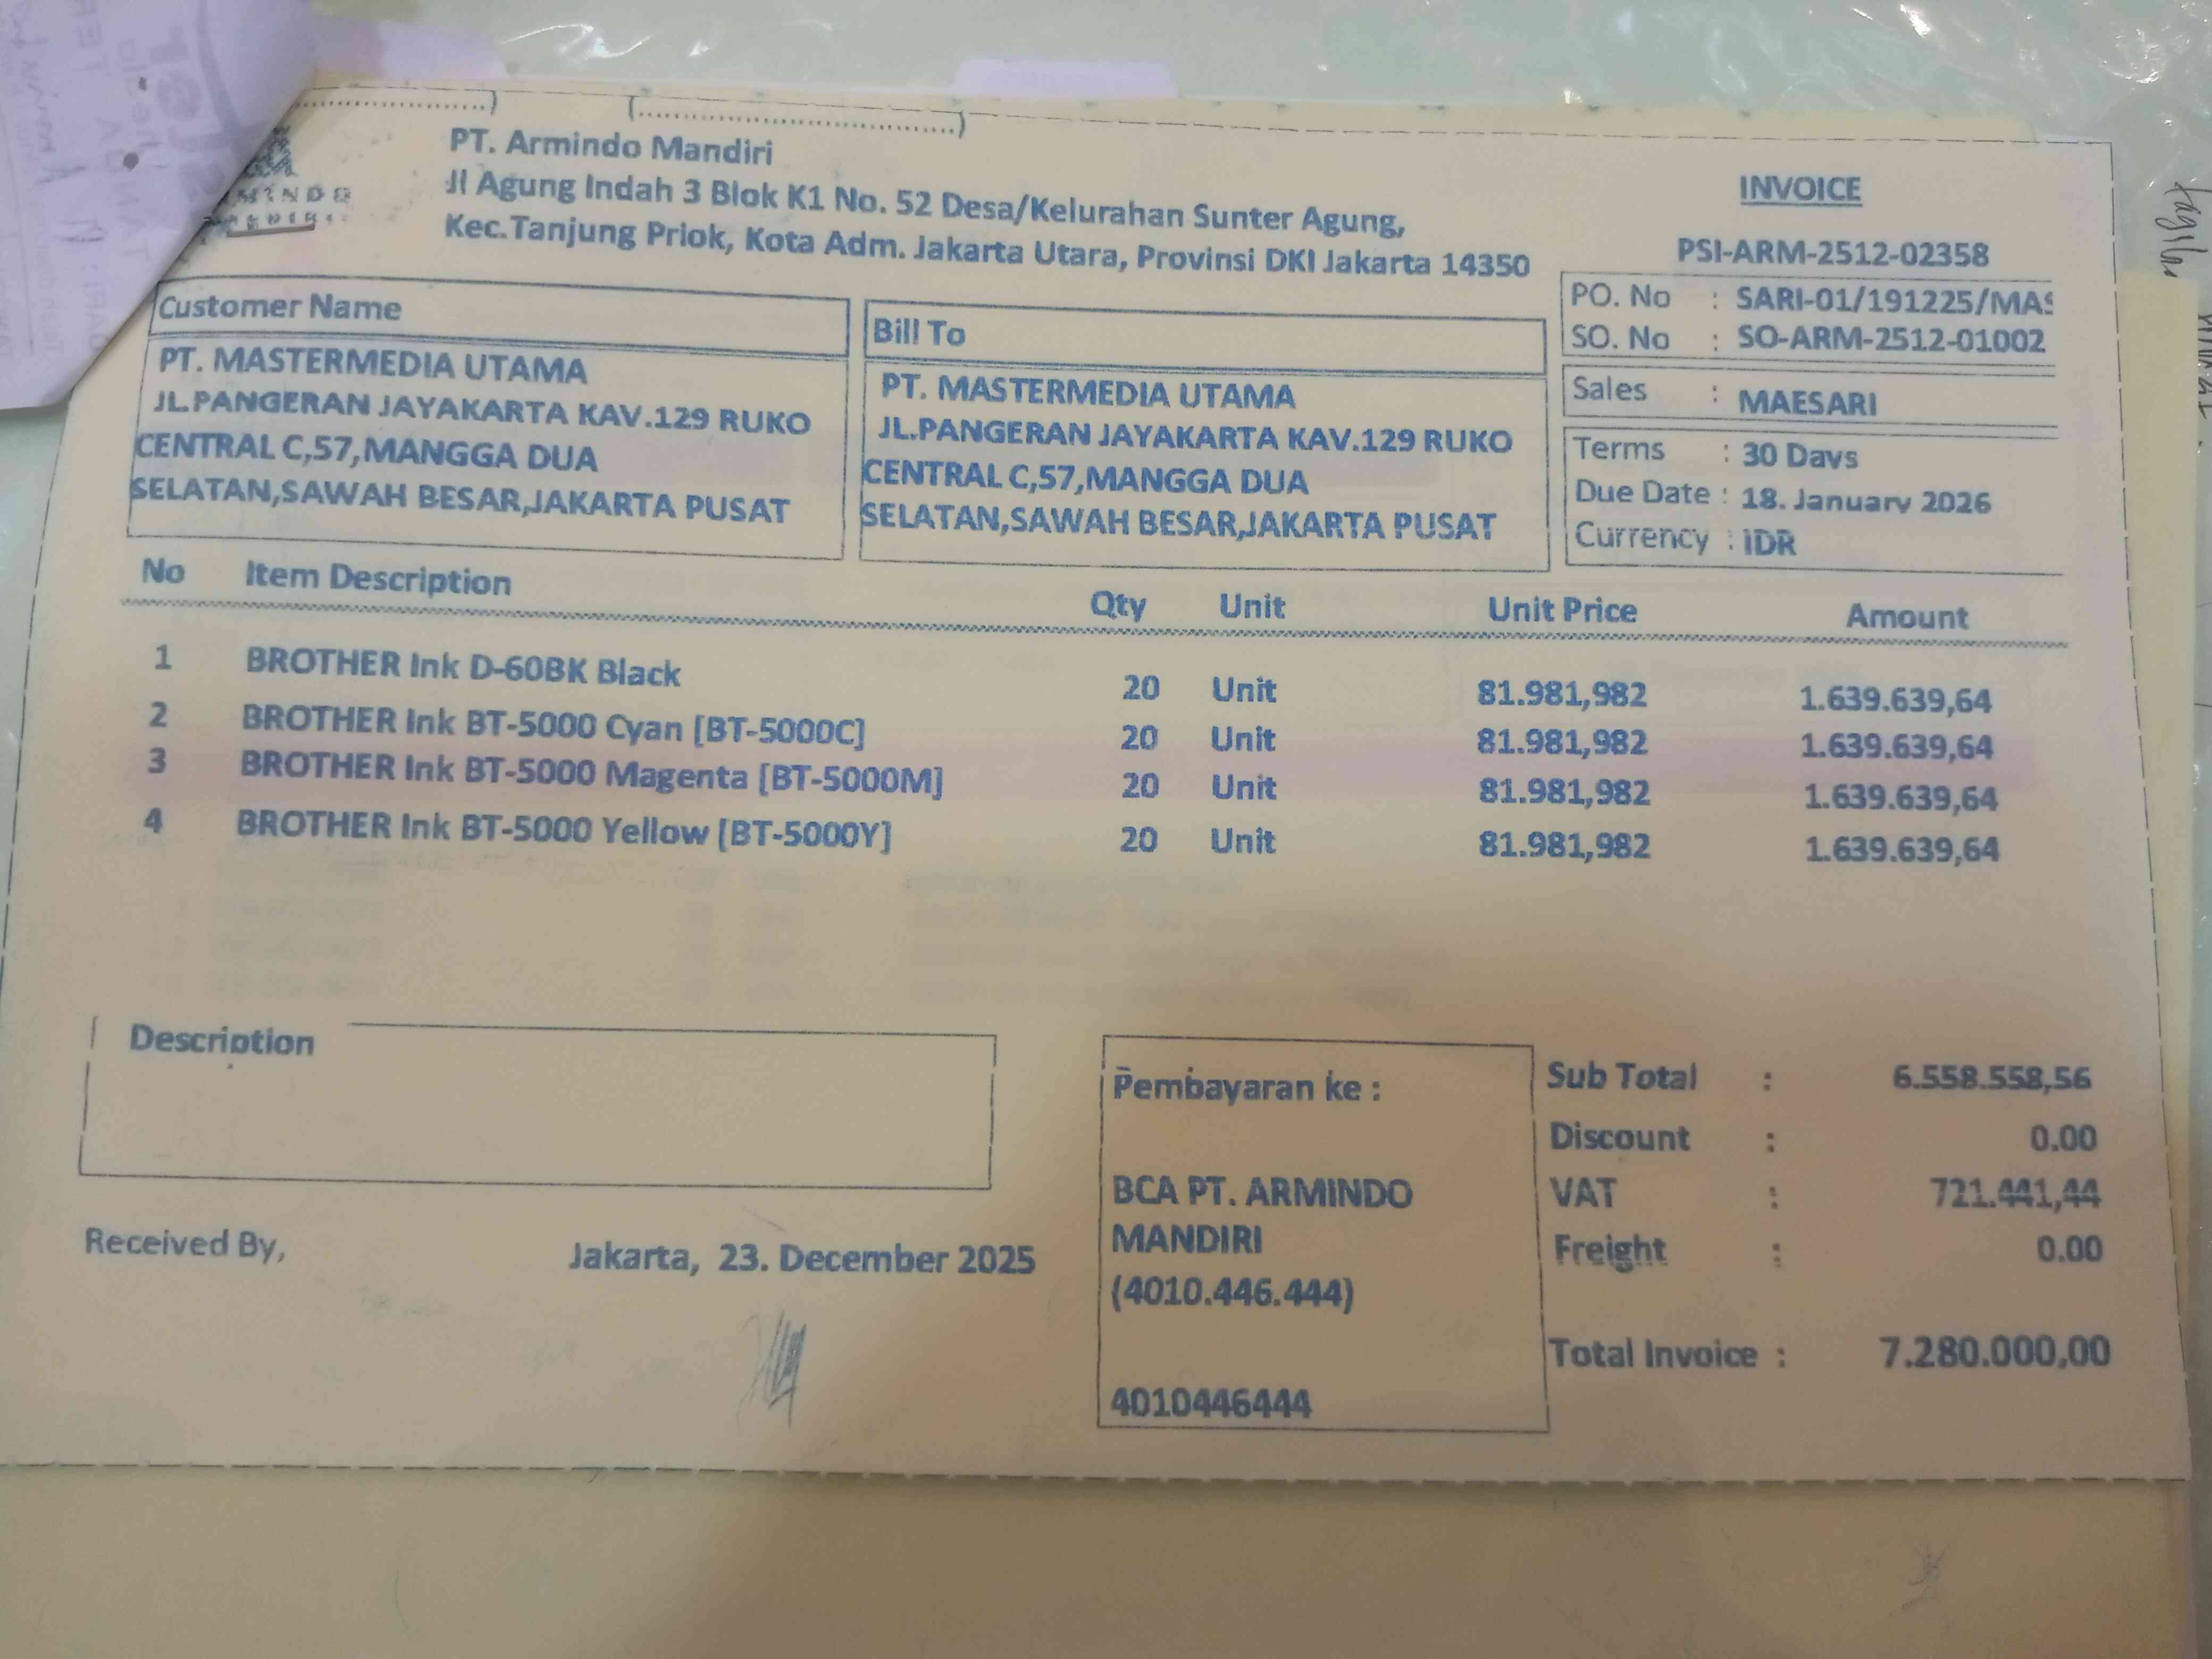 PT. Armindo Mandiri
Jl Agung Indah 3 Blok K1 No. 52 Desa/Kelurahan Sunter Agung,
Kec.Tanjung Priok, Kota Adm. Jakarta Utara, Provinsi DKI Jakarta 14350
INVOICE
PSI-ARM-2512-02358
PO. No : SARI-01/191225/MAS
SO. No : SO-ARM-2512-01002
Sales : MAESARI
Terms : 30 Days
Due Date : 18. January 2026
Currency : IDR
Customer Name
PT. MASTERMEDIA UTAMA
JL.PANGERAN JAYAKARTA KAV.129 RUKO
CENTRAL C,57,MANGGA DUA
SELATAN,SAWAH BESAR,JAKARTA PUSAT
Bill To
PT. MASTERMEDIA UTAMA
JL.PANGERAN JAYAKARTA KAV.129 RUKO
CENTRAL C,57,MANGGA DUA
SELATAN,SAWAH BESAR,JAKARTA PUSAT
No Item Description Qty Unit Unit Price Amount
1 BROTHER Ink D-60BK Black 20 Unit 81.981,982 1.639.639,64
2 BROTHER Ink BT-5000 Cyan [BT-5000C] 20 Unit 81.981,982 1.639.639,64
3 BROTHER Ink BT-5000 Magenta [BT-5000M] 20 Unit 81.981,982 1.639.639,64
4 BROTHER Ink BT-5000 Yellow [BT-5000Y] 20 Unit 81.981,982 1.639.639,64
Description
Received By,
Jakarta, 23. December 2025
Pembayaran ke :
BCA PT. ARMINDO
MANDIRI
(4010.446.444)
4010446444
Sub Total : 6.558.558,56
Discount : 0.00
VAT : 721.441,44
Freight : 0.00
Total Invoice : 7.280.000,00